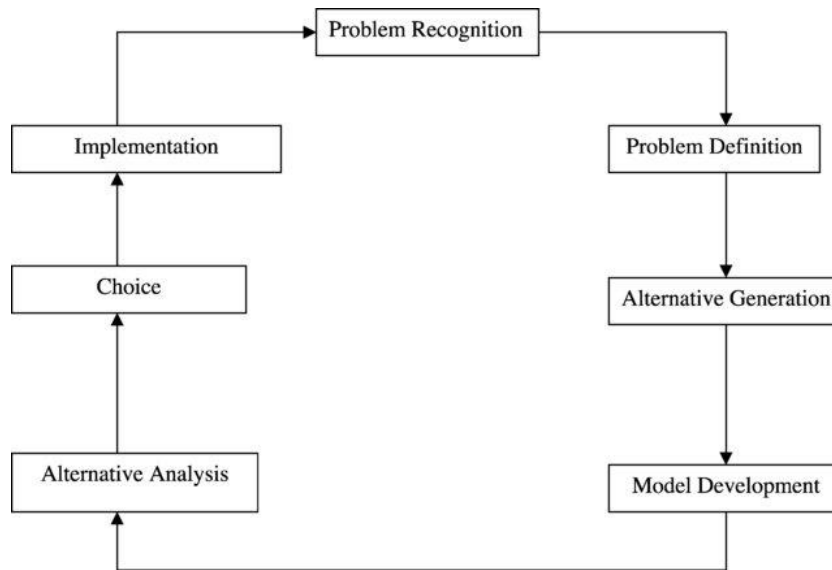 Problem Recognition
Implementation
Problem Definition
Choice
Alternative Generation
Alternative Analysis
Model Development